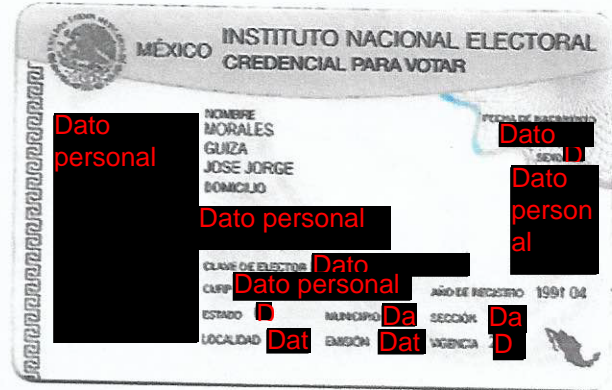 MÉXICO
INSTITUTO NACIONAL ELECTORAL
CREDENCIAL PARA VOTAR
Dato
personal
NOMBRE
MORALES
GUIZA
JOSE JORGE
DOMICILIO
FECHA DE NACIMIENTO
Dato
SEXO D
Dato
person
al
Dato personal
CLAVE DE ELECTOR Dato
CURP Dato personal
AÑO DE REGISTRO 1991 04
ESTADO D
MUNICIPIO Da
SECCIÓN Da
LOCALIDAD Dat
EMISIÓN Dat
VIGENCIA D